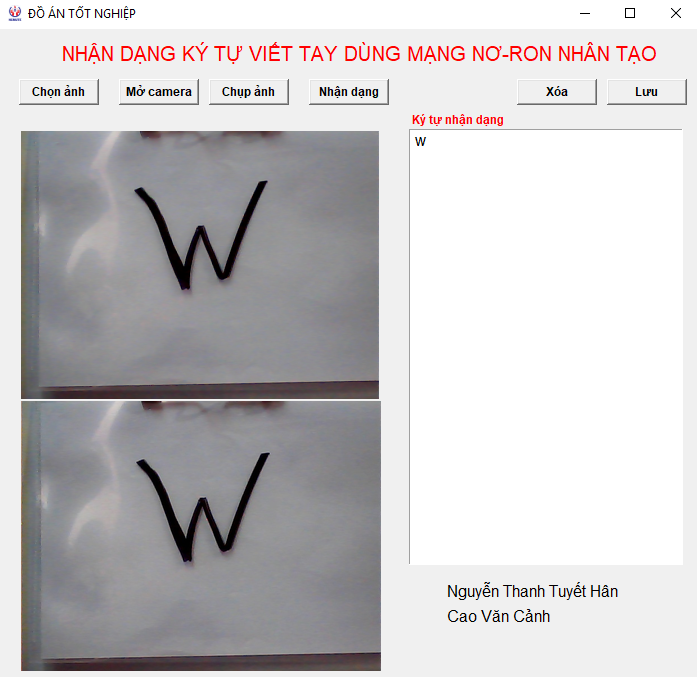 ĐỒ ÁN TỐT NGHIỆP
NHẬN DẠNG KÝ TỰ VIẾT TAY DÙNG MẠNG NƠ-RON NHÂN TẠO
Chọn ảnh
Mở camera
Chụp ảnh
Nhận dạng
Xóa
Lưu
Ký tự nhận dạng
W
W
W
Nguyễn Thanh Tuyết Hân
Cao Văn Cảnh